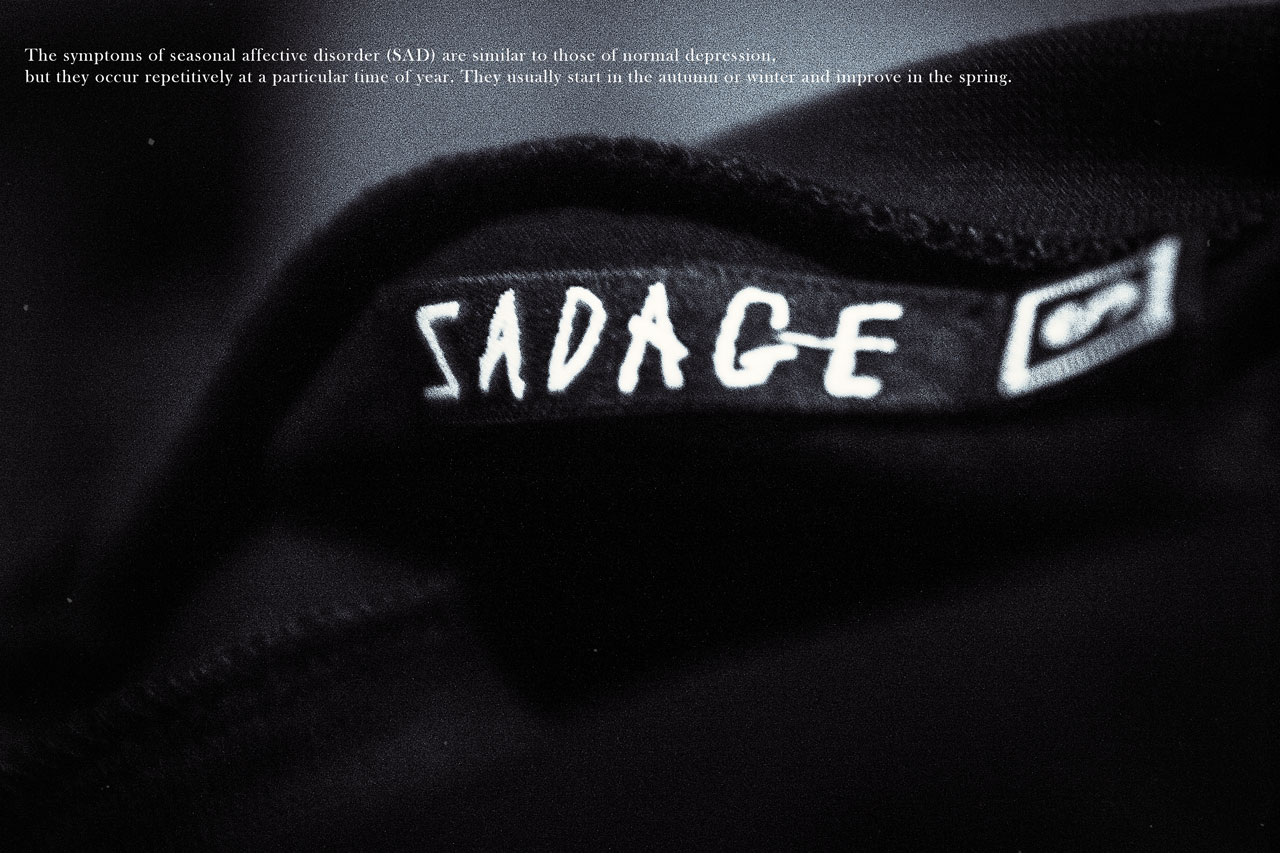 The symptoms of seasonal affective disorder (SAD) are similar to those of normal depression,
but they occur repetitively at a particular time of year. They usually start in the autumn or winter and improve in the spring.
SADAGE